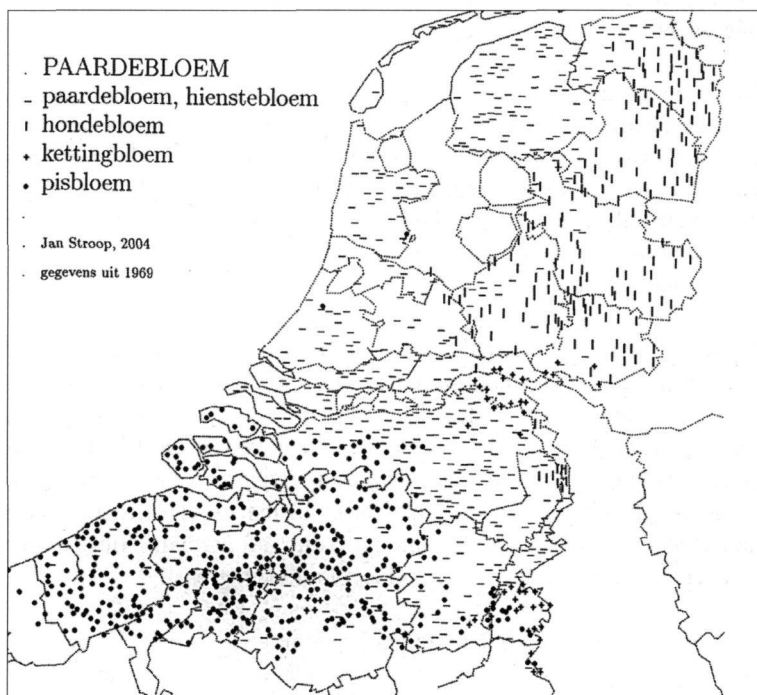 PAARDEBLOEM
paardebloem, hienstebloem
hondebloem
kettingbloem
pisbloem
Jan Stroop, 2004
gegevens uit 1969